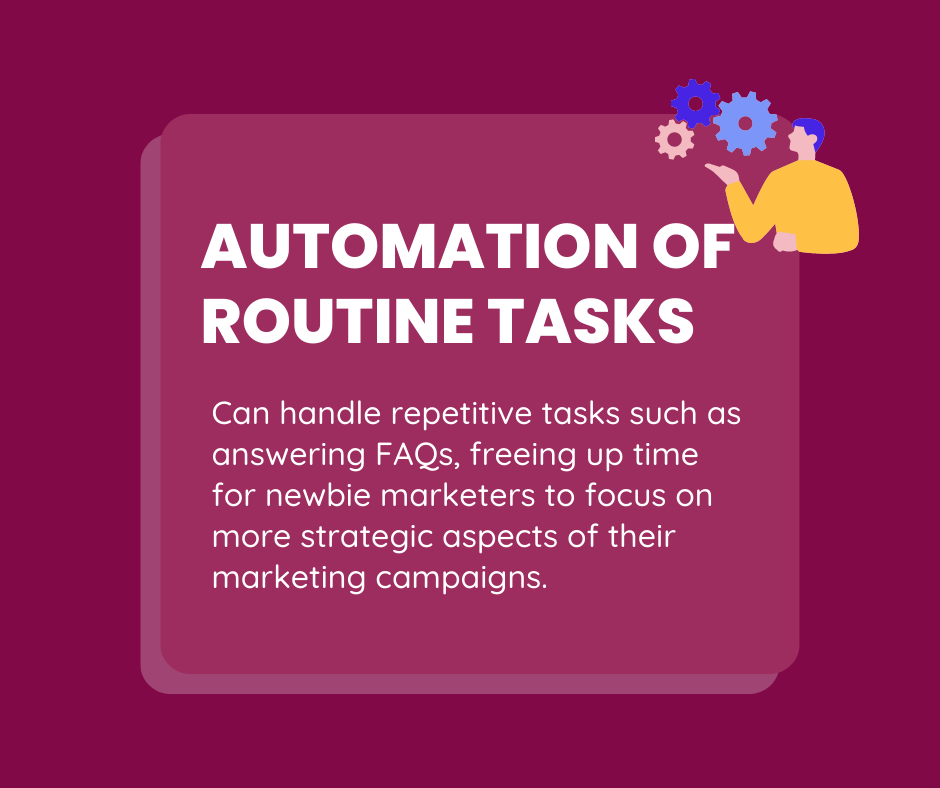 AUTOMATION OF
ROUTINE TASKS
Can handle repetitive tasks such as
answering FAQs, freeing up time
for newbie marketers to focus on
more strategic aspects of their
marketing campaigns.